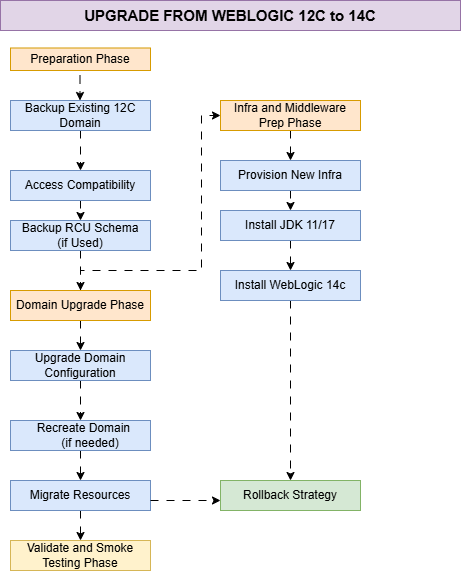 UPGRADE FROM WEBLOGIC 12C to 14C
Preparation Phase
Backup Existing 12C
Domain
Access Compatibility
Backup RCU Schema
(if Used)
Domain Upgrade Phase
Upgrade Domain
Configuration
Recreate Domain
(if needed)
Migrate Resources
Validate and Smoke
Testing Phase
Infra and Middleware
Prep Phase
Provision New Infra
Install JDK 11/17
Install WebLogic 14c
Rollback Strategy